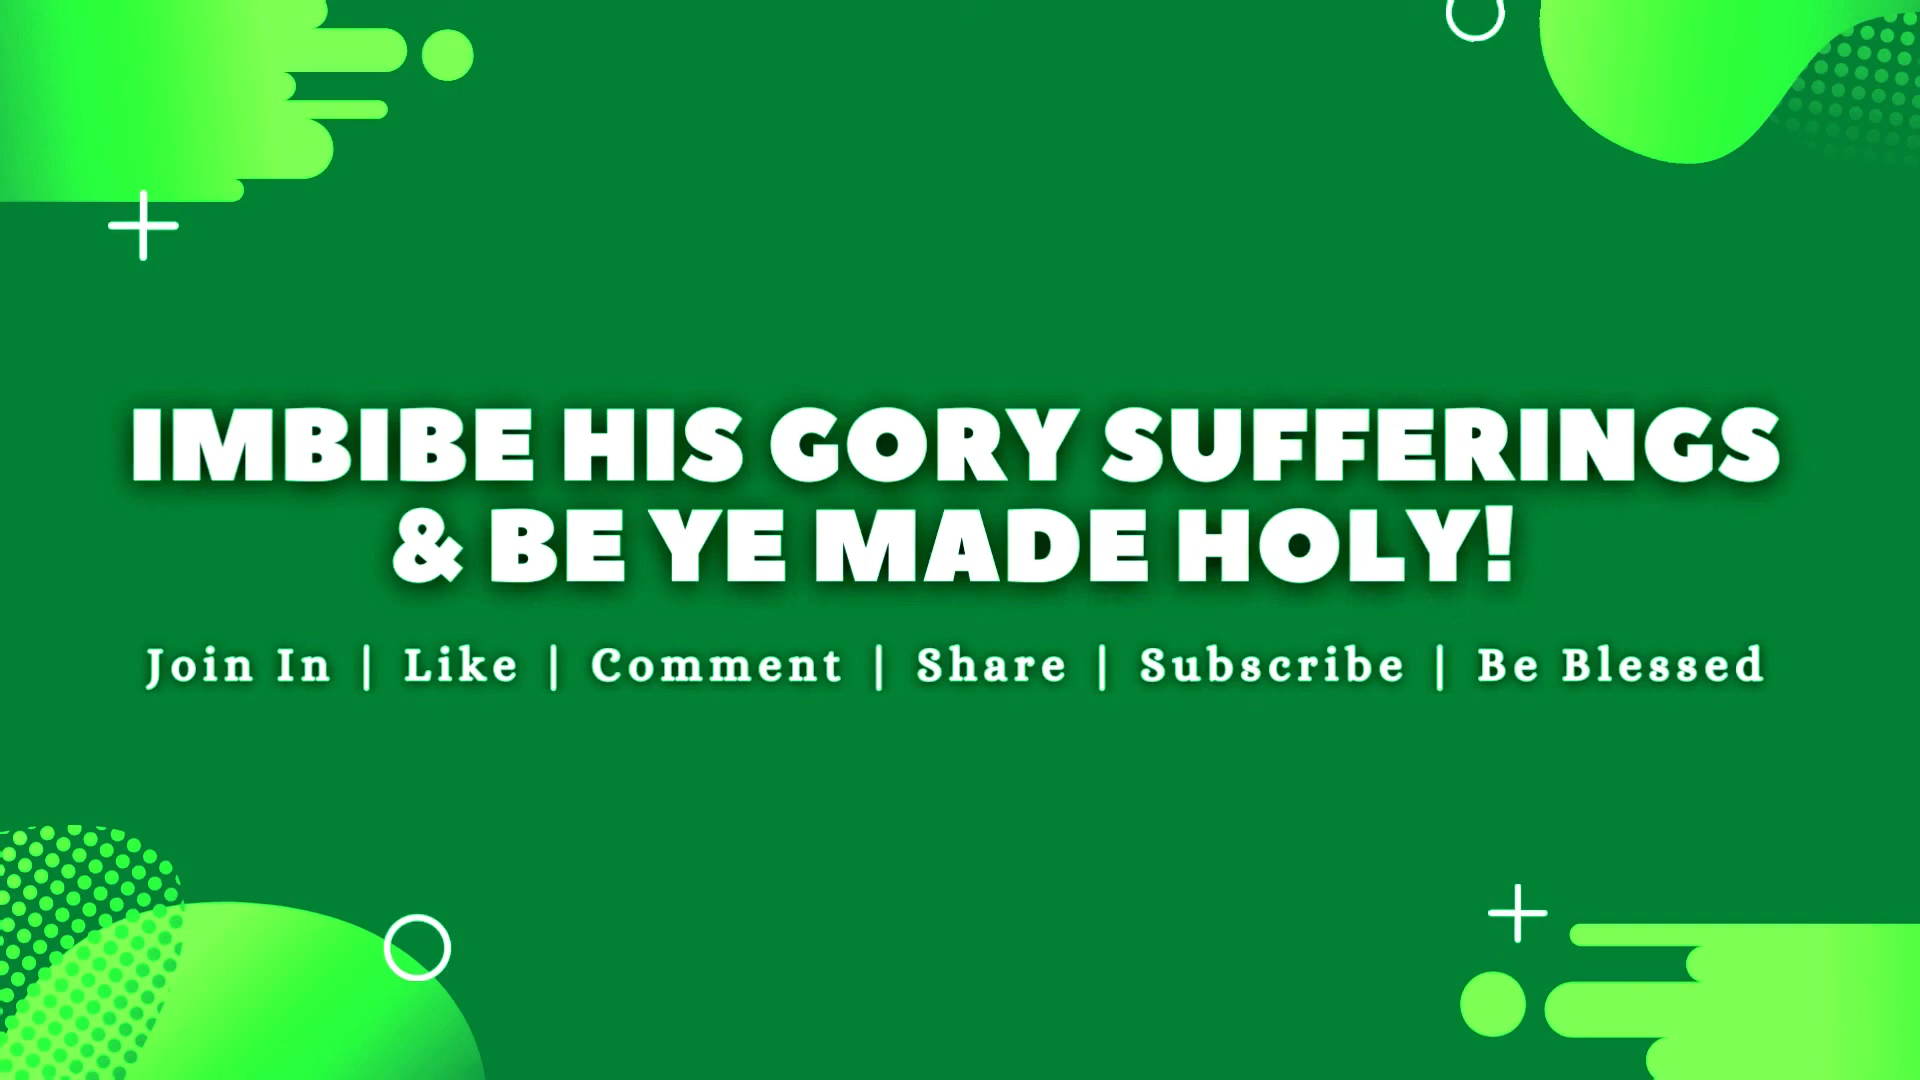 IMBIBE HIS GORY SUFFERINGS
& BE YE MADE HOLY!
Join In | Like | Comment | Share | Subscribe | Be Blessed